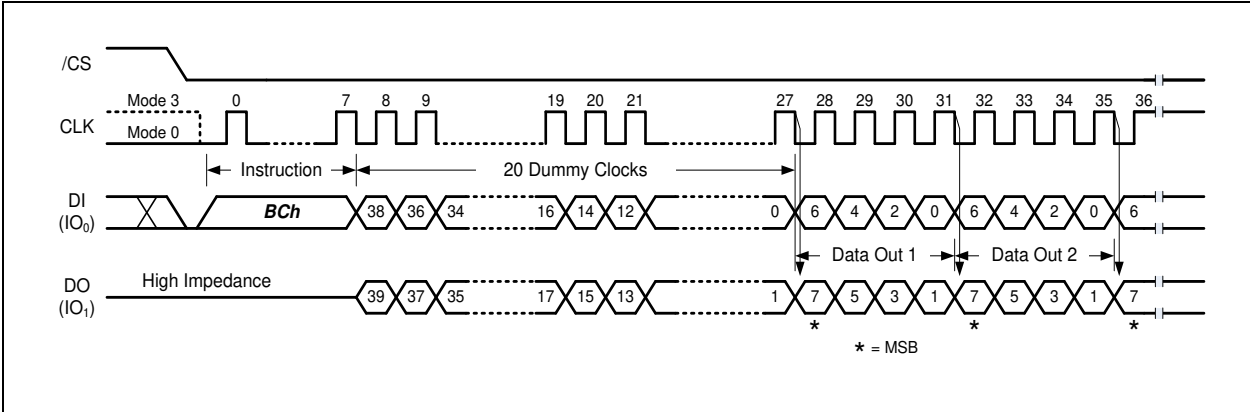 /CS
Mode 3 0 7 8 9 19 20 21 27 28 29 30 31 32 33 34 35 36
CLK
Mode 0
Instruction 20 Dummy Clocks
DI
(IO₀)
BCh 38 36 34 16 14 12 0 6 4 2 0 6 4 2 0 6
Data Out 1 Data Out 2
DO
(IO₁)
High Impedance
39 37 35 17 15 13 1 7 5 3 1 7 5 3 1 7
* * *
* = MSB